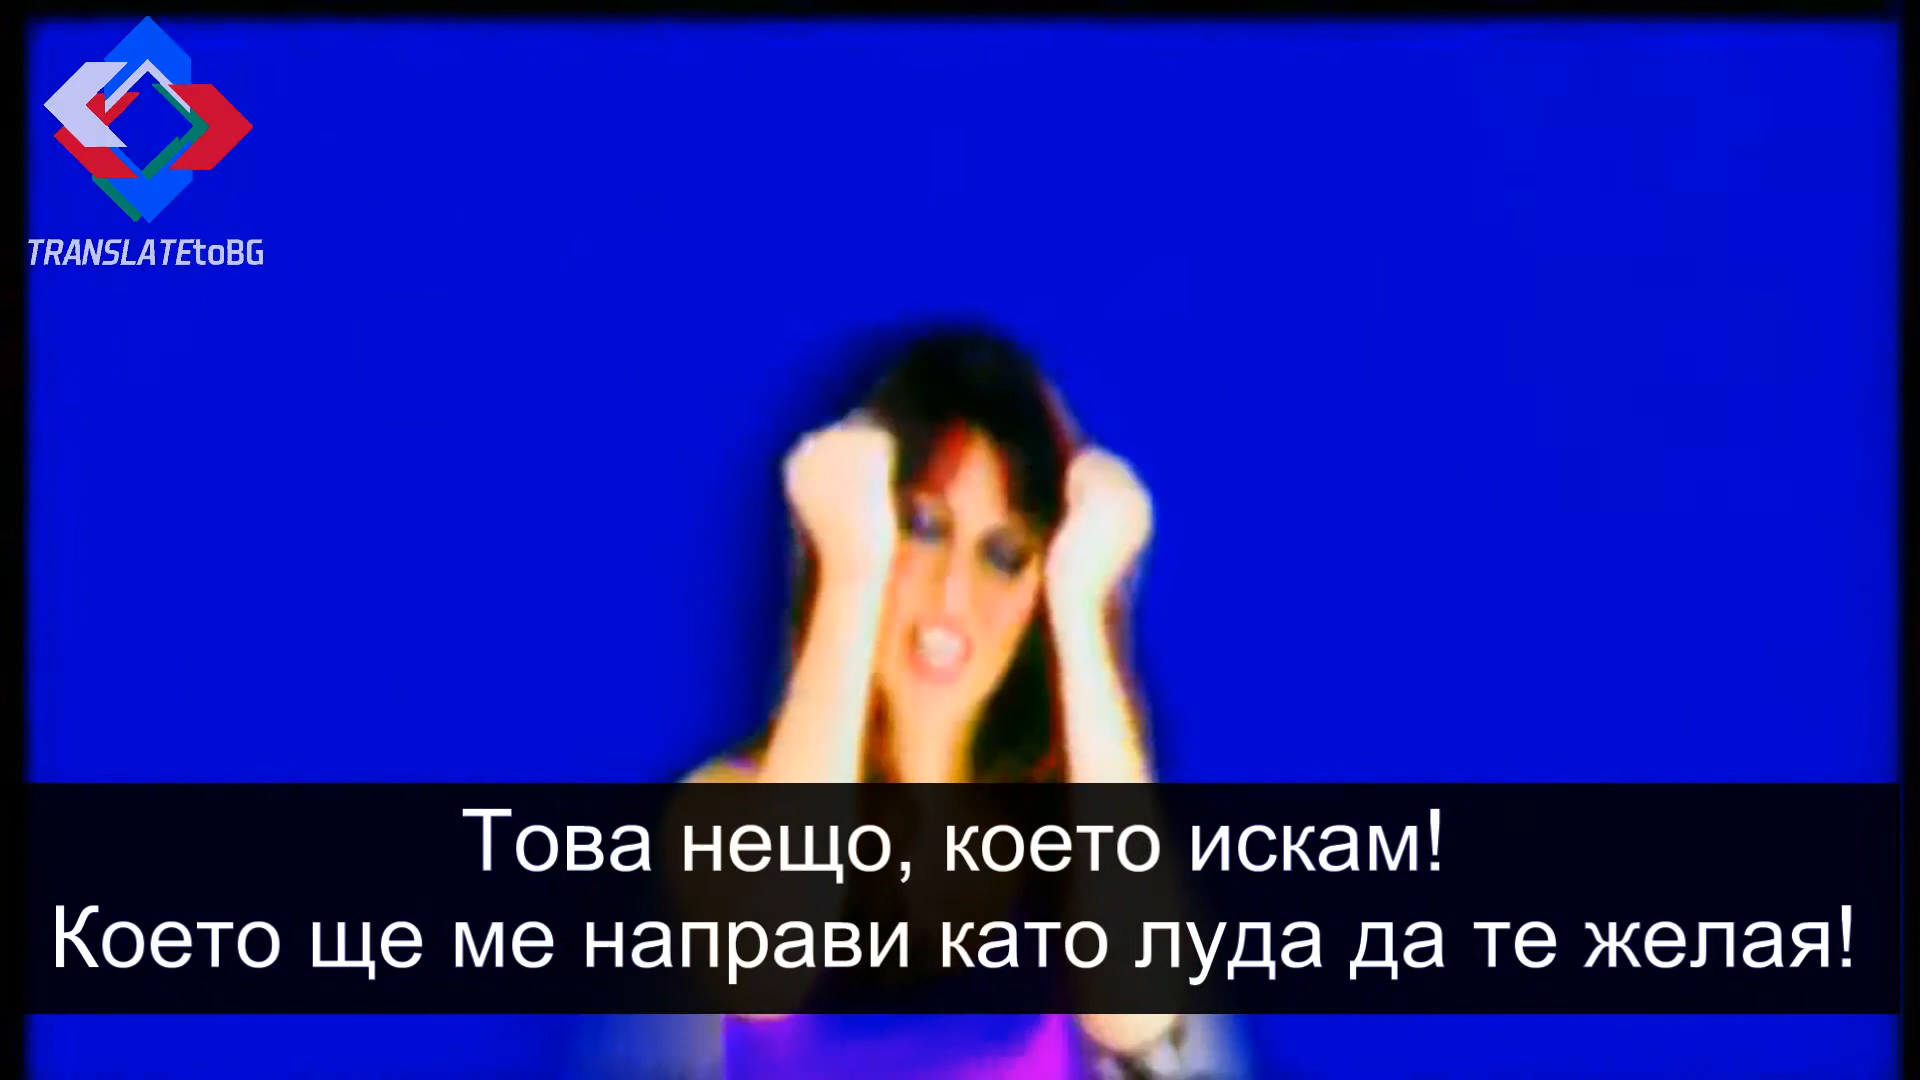 TRANSLATEtoBG
Това нещо, което искам!
Което ще ме направи като луда да те желая!